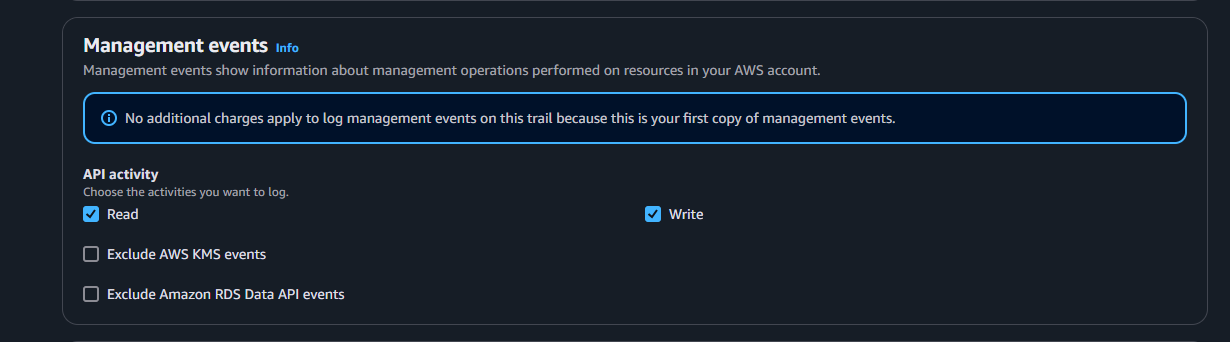 Management events Info
Management events show information about management operations performed on resources in your AWS account.
No additional charges apply to log management events on this trail because this is your first copy of management events.
API activity
Choose the activities you want to log.
Read Write
Exclude AWS KMS events
Exclude Amazon RDS Data API events